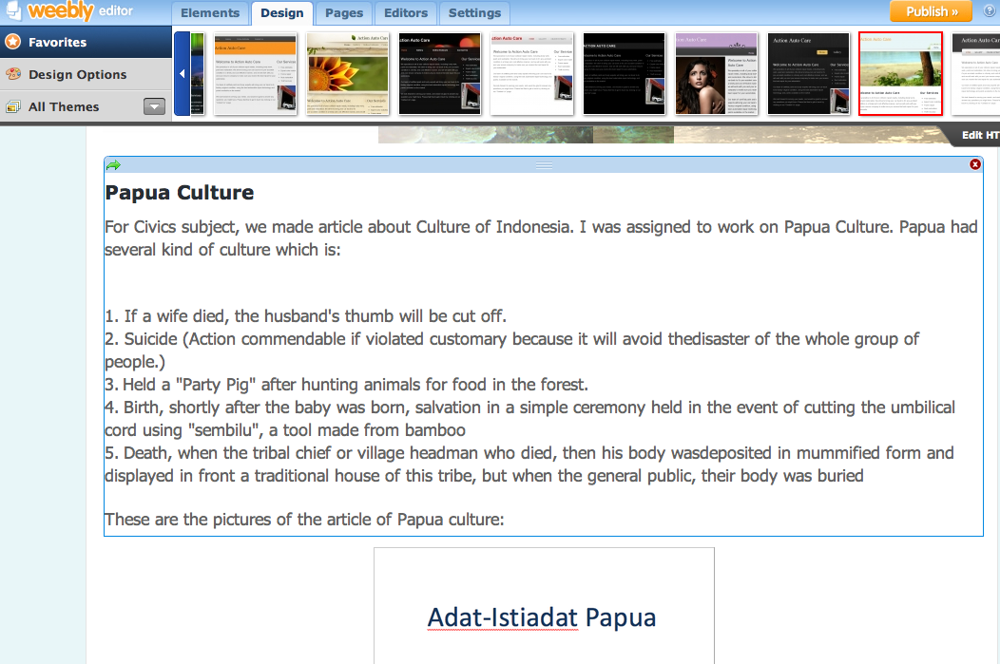 weebly editor
Elements
Design
Pages
Editors
Settings
Publish »
Favorites
Design Options
All Themes
Edit HT
Papua Culture
For Civics subject, we made article about Culture of Indonesia. I was assigned to work on Papua Culture. Papua had
several kind of culture which is:
1. If a wife died, the husband's thumb will be cut off.
2. Suicide (Action commendable if violated customary because it will avoid thedisaster of the whole group of
people.)
3. Held a "Party Pig" after hunting animals for food in the forest.
4. Birth, shortly after the baby was born, salvation in a simple ceremony held in the event of cutting the umbilical
cord using "sembilu", a tool made from bamboo
5. Death, when the tribal chief or village headman who died, then his body wasdeposited in mummified form and
displayed in front a traditional house of this tribe, but when the general public, their body was buried
These are the pictures of the article of Papua culture:
Adat-Istiadat Papua